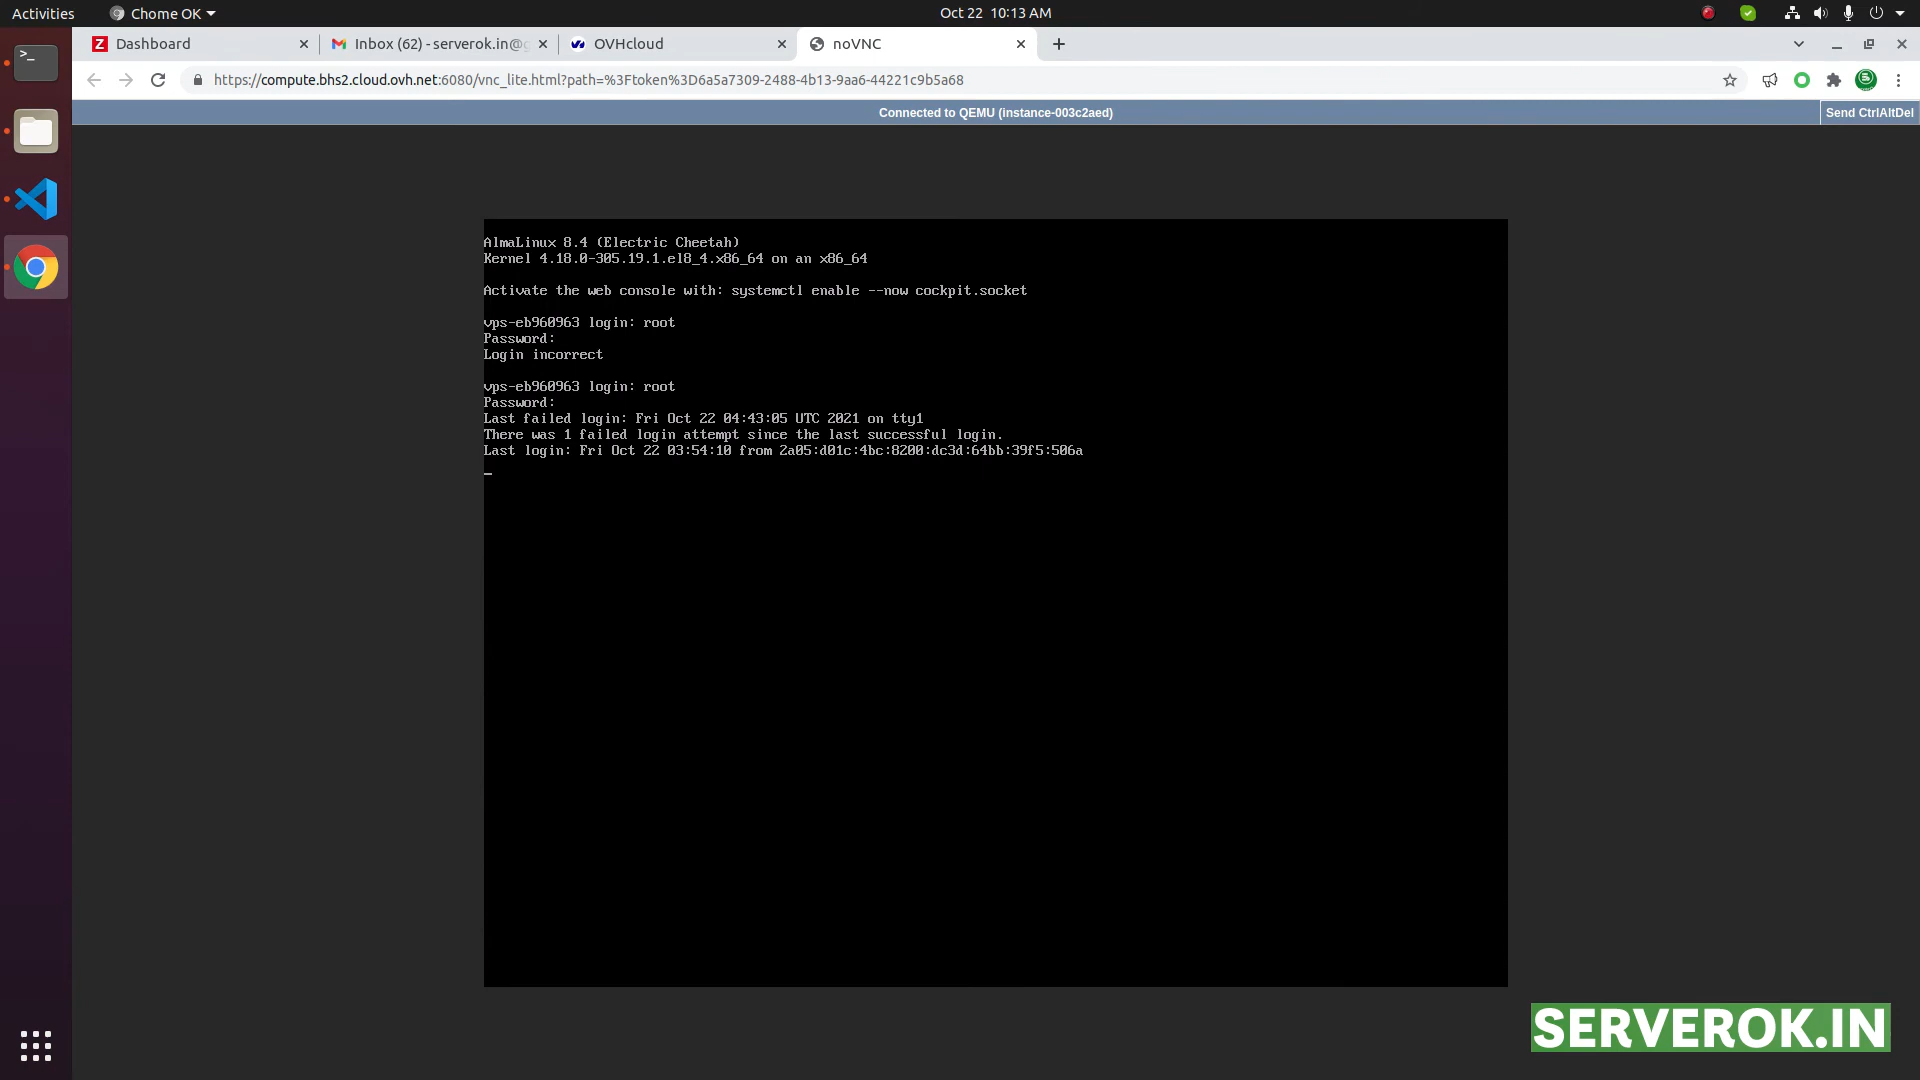 Activities
Chome OK
Oct 22 10:13 AM
Dashboard
Inbox (62) - serverok.in@g
OVHcloud
noVNC
https://compute.bhs2.cloud.ovh.net:6080/vnc_lite.html?path=%3Ftoken%3D6a5a7309-2488-4b13-9aa6-44221c9b5a68
Connected to QEMU (instance-003c2aed)
Send CtrlAltDel
AlmaLinux 8.4 (Electric Cheetah)
Kernel 4.18.0-305.19.1.el8_4.x86_64 on an x86_64
Activate the web console with: systemctl enable --now cockpit.socket
vps-eb960963 login: root
Password:
Login incorrect
vps-eb960963 login: root
Password:
Last failed login: Fri Oct 22 04:43:05 UTC 2021 on tty1
There was 1 failed login attempt since the last successful login.
Last login: Fri Oct 22 03:54:10 from 2a05:d01c:4bc:8200:dc3d:64bb:39f5:506a
SERVEROK.IN